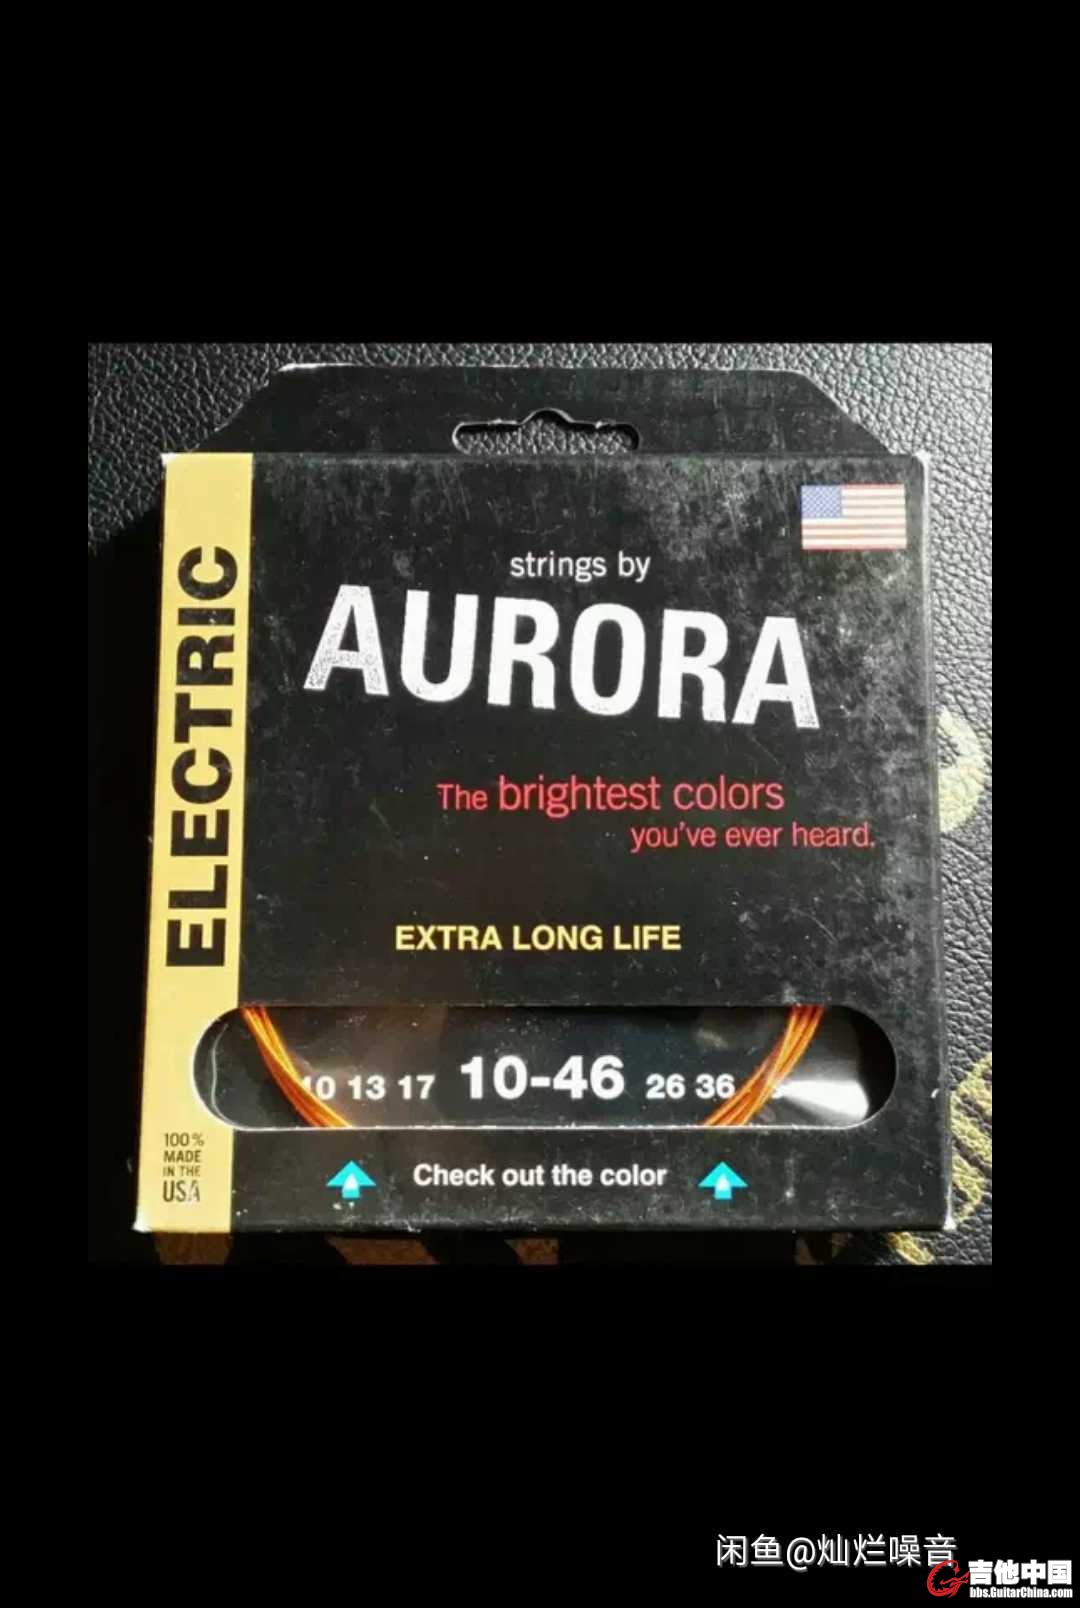 strings by
AURORA
The brightest colors
you've ever heard.
EXTRA LONG LIFE
ELECTRIC
10 13 17 10-46 26 36
100%
MADE
IN THE
USA
Check out the color
闲鱼@灿烂噪音
吉他中国
bbs.GuitarChina.com